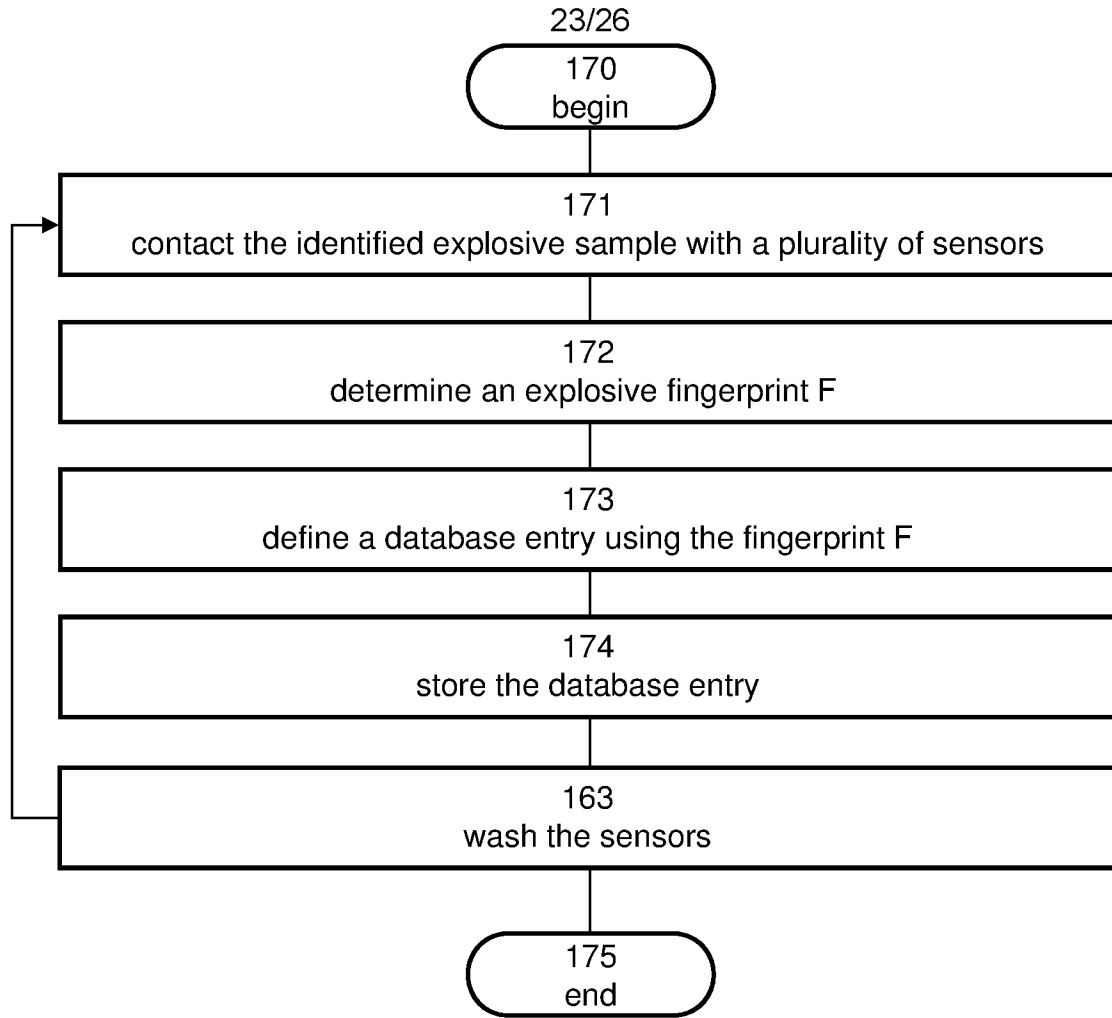 23/26
170
begin
171
contact the identified explosive sample with a plurality of sensors
172
determine an explosive fingerprint F
173
define a database entry using the fingerprint F
174
store the database entry
163
wash the sensors
175
end